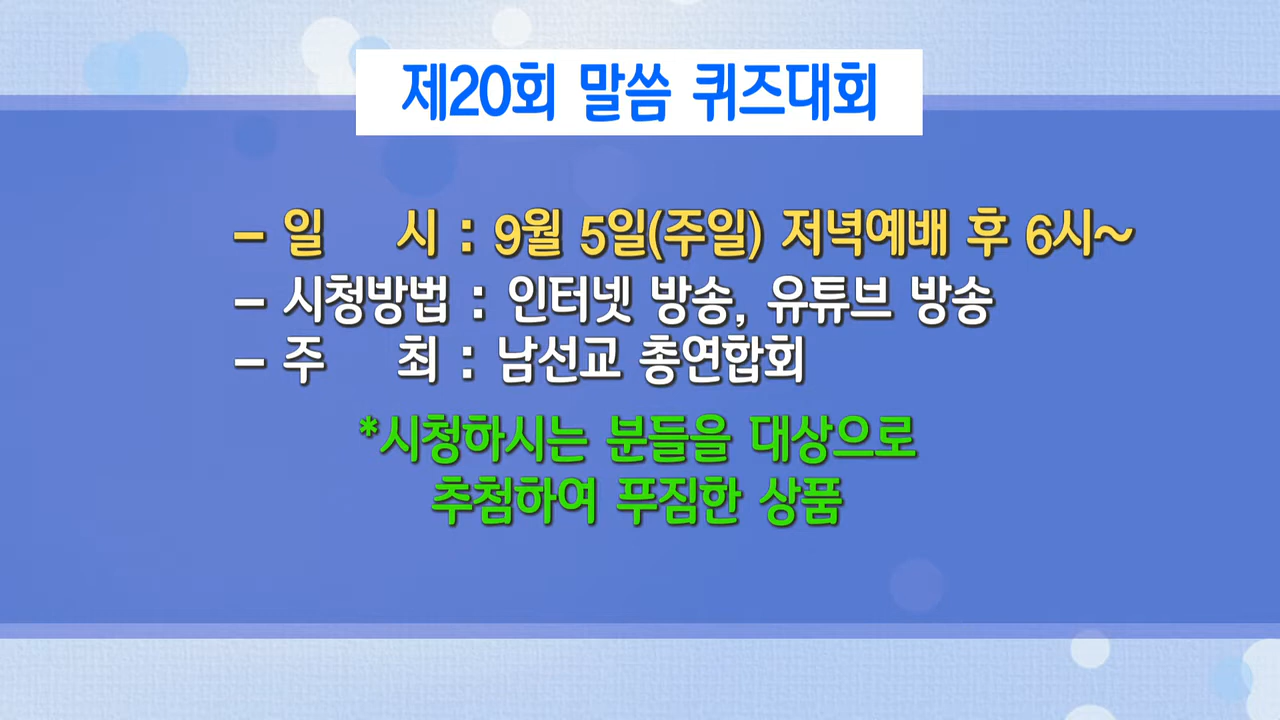 제20회 말씀 퀴즈대회
- 일 시 : 9월 5일(주일) 저녁예배 후 6시~
- 시청방법 : 인터넷 방송, 유튜브 방송
- 주 최 : 남선교 총연합회
*시청하시는 분들을 대상으로
추첨하여 푸짐한 상품